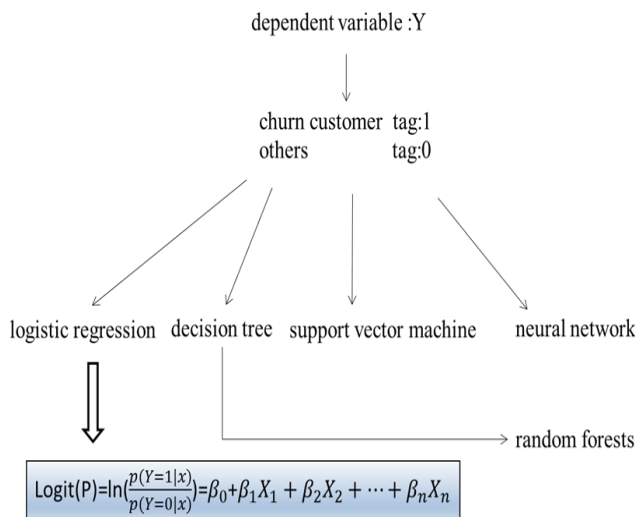 dependent variable :Y
churn customer tag:1
others tag:0
logistic regression decision tree support vector machine neural network
random forests
Logit(P)=ln(p(Y=1|x)/p(Y=0|x))=β₀+β₁X₁ + β₂X₂ + ⋯ + βₙXₙ